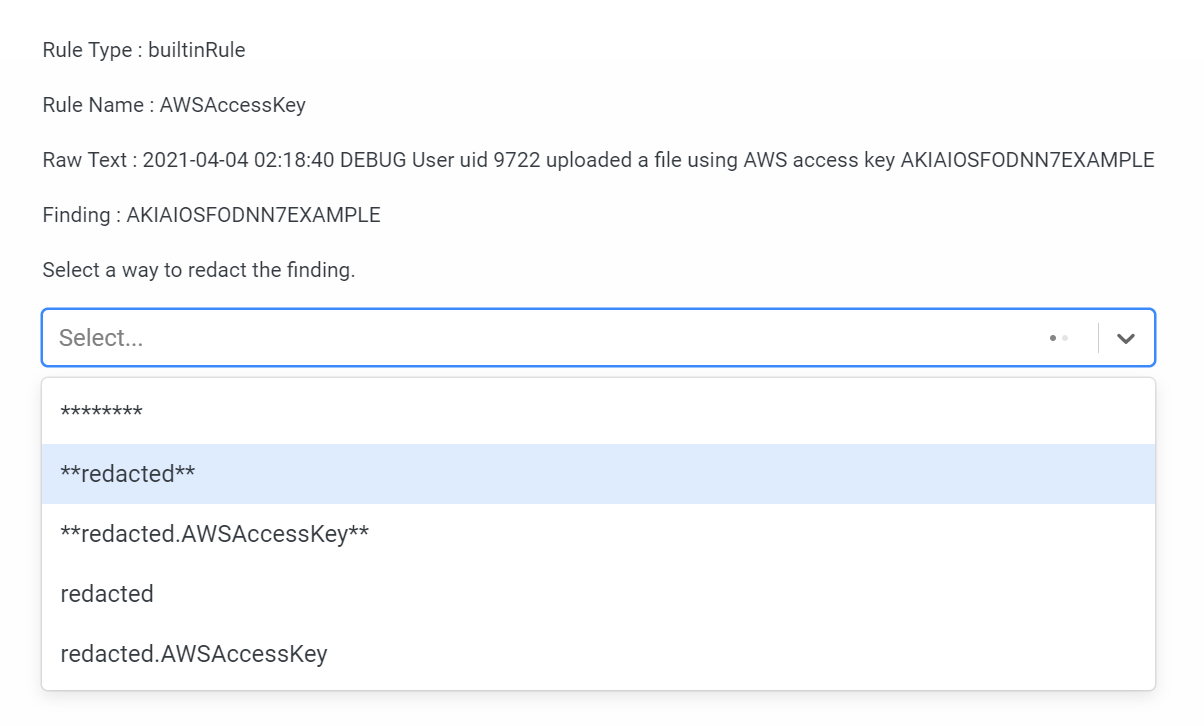 Rule Type : builtinRule
Rule Name : AWSAccessKey
Raw Text : 2021-04-04 02:18:40 DEBUG User uid 9722 uploaded a file using AWS access key AKIAIOSFODNN7EXAMPLE
Finding : AKIAIOSFODNN7EXAMPLE
Select a way to redact the finding.
Select...
********
**redacted**
**redacted.AWSAccessKey**
redacted
redacted.AWSAccessKey